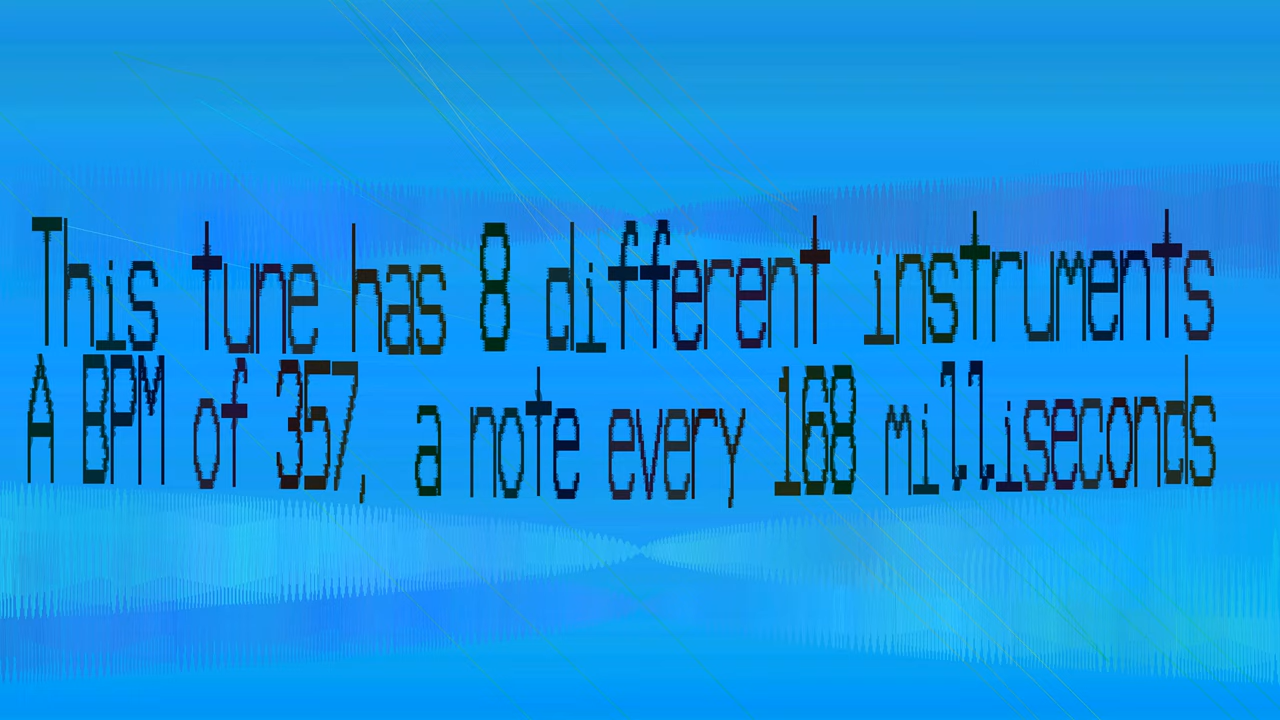 This tune has 8 different instruments
A BPM of 357, a note every 168 milliseconds